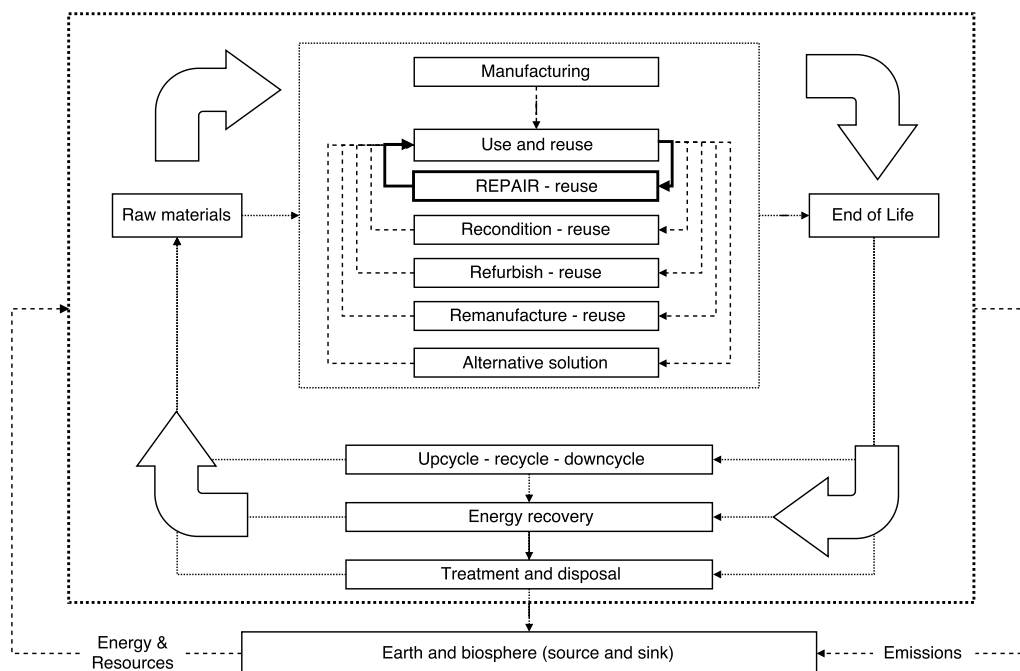 Manufacturing
Use and reuse
REPAIR - reuse
Raw materials
End of Life
Recondition - reuse
Refurbish - reuse
Remanufacture - reuse
Alternative solution
Upcycle - recycle - downcycle
Energy recovery
Treatment and disposal
Energy &
Resources
Earth and biosphere (source and sink)
Emissions